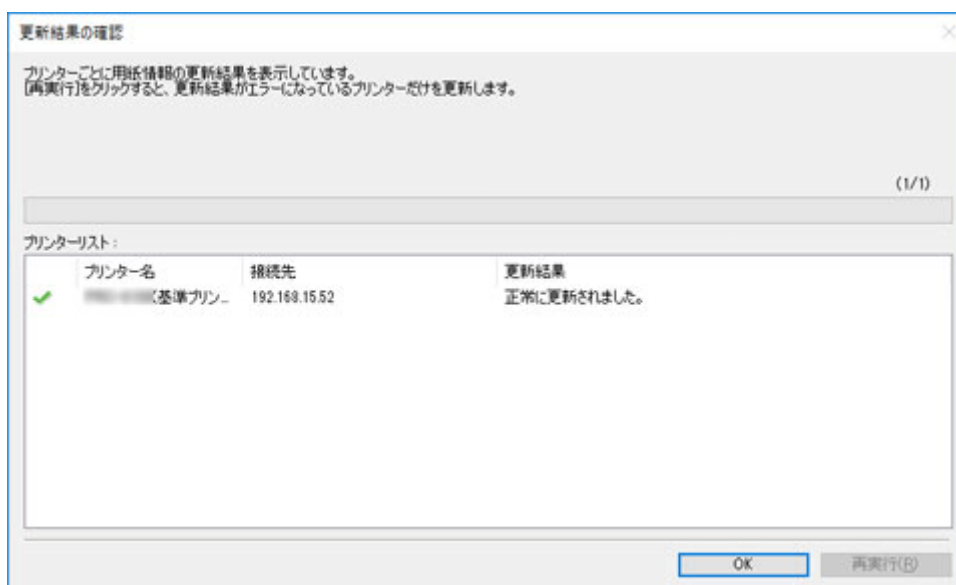 更新結果の確認
プリンターごとに用紙情報の更新結果を表示しています。
[再実行]をクリックすると、更新結果がエラーになっているプリンターだけを更新します。
(1/1)
プリンターリスト:
プリンター名 接続先 更新結果
(基準プリン... 192.168.15.52 正常に更新されました。
OK 再実行(R)